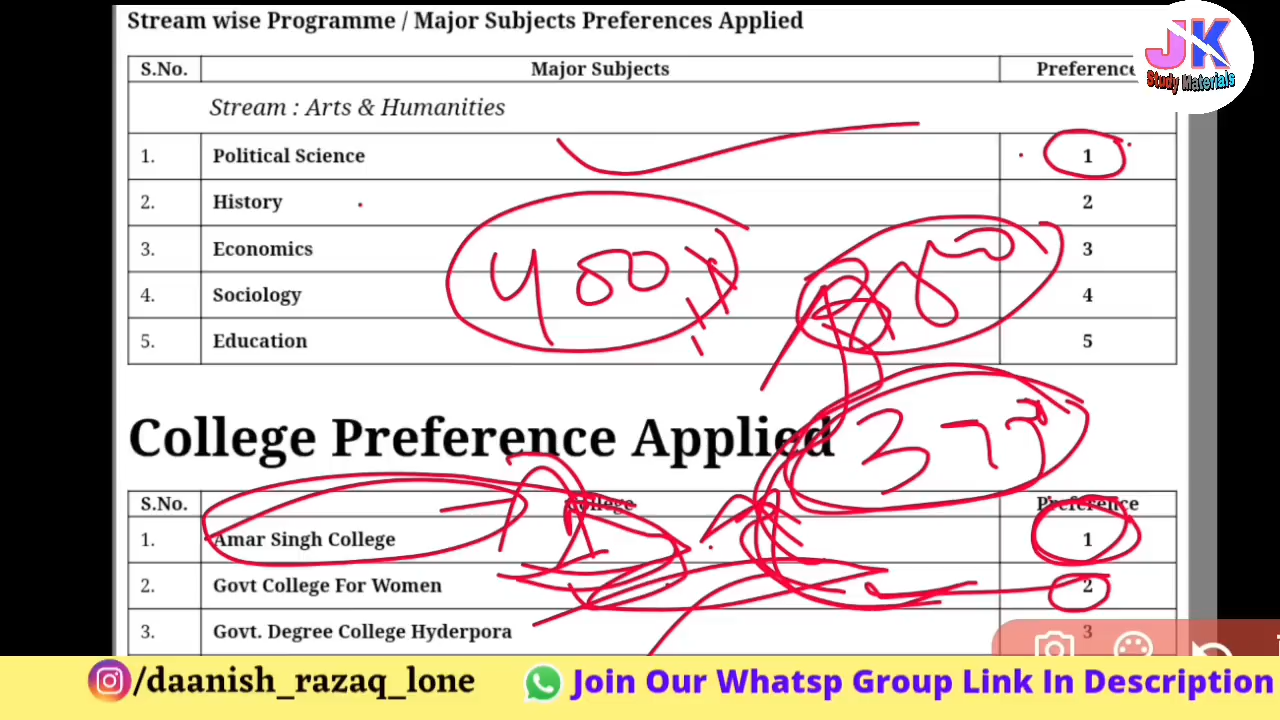 Stream wise Programme / Major Subjects Preferences Applied
JK
Study Materials
S.No. Major Subjects Preference
Stream : Arts & Humanities
1. Political Science 1
2. History 2
3. Economics 3
4. Sociology 4
5. Education 5
400
College Preference Applied
S.No. College Preference
1. Amar Singh College 1
2. Govt College For Women 2
3. Govt. Degree College Hyderpora 3
/daanish_razaq_lone Join Our Whatsp Group Link In Description